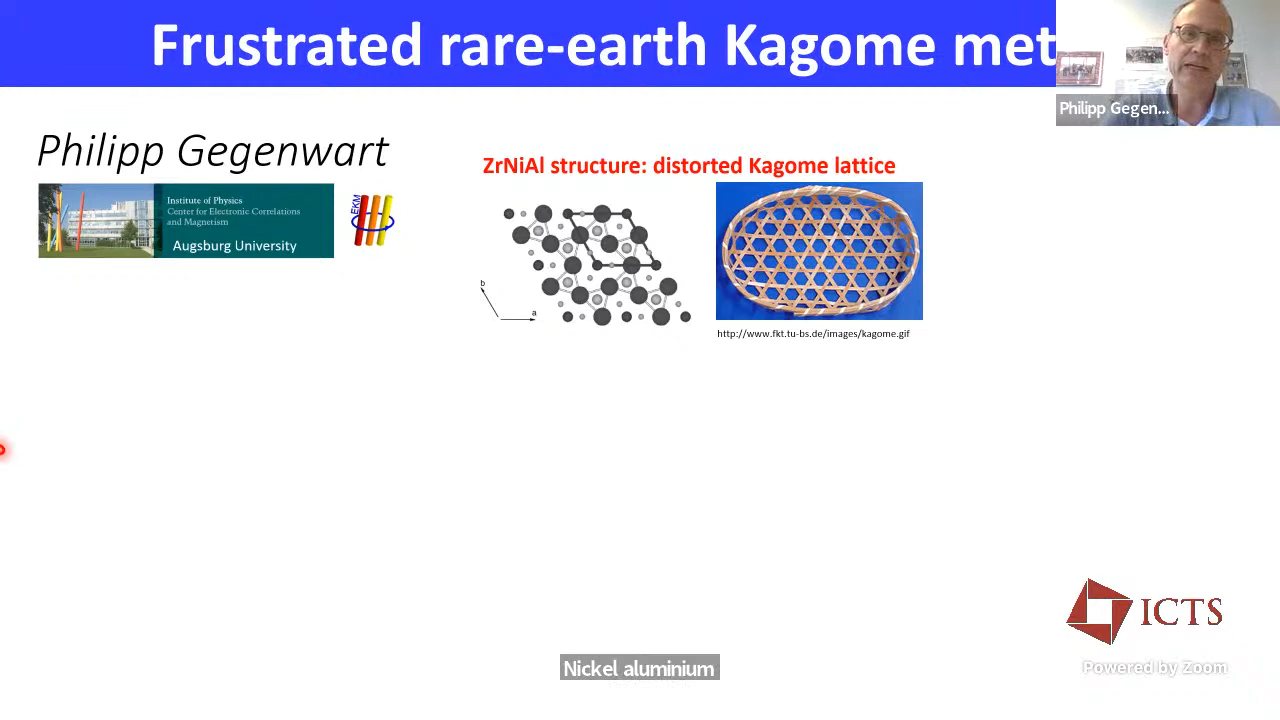 Frustrated rare-earth Kagome met
Philipp Gegen...
Philipp Gegenwart
Institute of Physics
Center for Electronic Correlations
and Magnetism
Augsburg University
EKM
ZrNiAl structure: distorted Kagome lattice
b
a
http://www.fkt.tu-bs.de/images/kagome.gif
ICTS
Powered by Zoom
Nickel aluminium